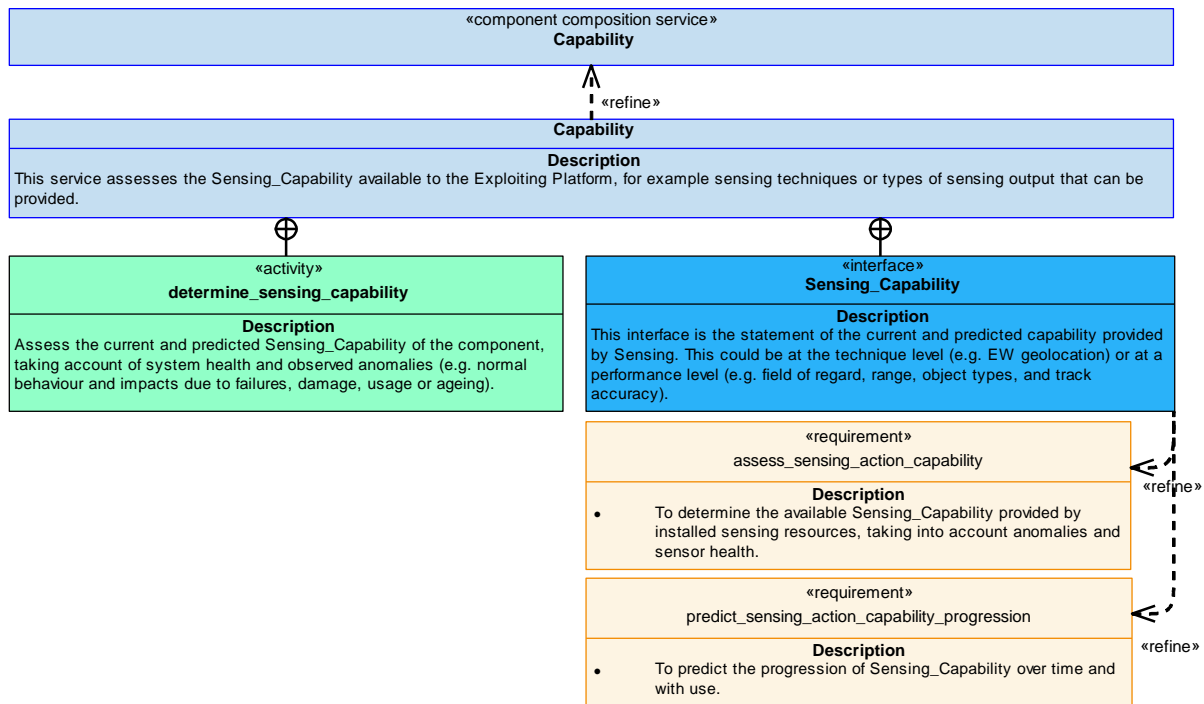 «component composition service»
Capability
«refine»
Capability
Description
This service assesses the Sensing_Capability available to the Exploiting Platform, for example sensing techniques or types of sensing output that can be
provided.
«activity»
determine_sensing_capability
Description
Assess the current and predicted Sensing_Capability of the component,
taking account of system health and observed anomalies (e.g. normal
behaviour and impacts due to failures, damage, usage or ageing).
«interface»
Sensing_Capability
Description
This interface is the statement of the current and predicted capability provided
by Sensing. This could be at the technique level (e.g. EW geolocation) or at a
performance level (e.g. field of regard, range, object types, and track
accuracy).
«requirement»
assess_sensing_action_capability
«refine»
Description
• To determine the available Sensing_Capability provided by
installed sensing resources, taking into account anomalies and
sensor health.
«requirement»
predict_sensing_action_capability_progression
«refine»
Description
• To predict the progression of Sensing_Capability over time and
with use.